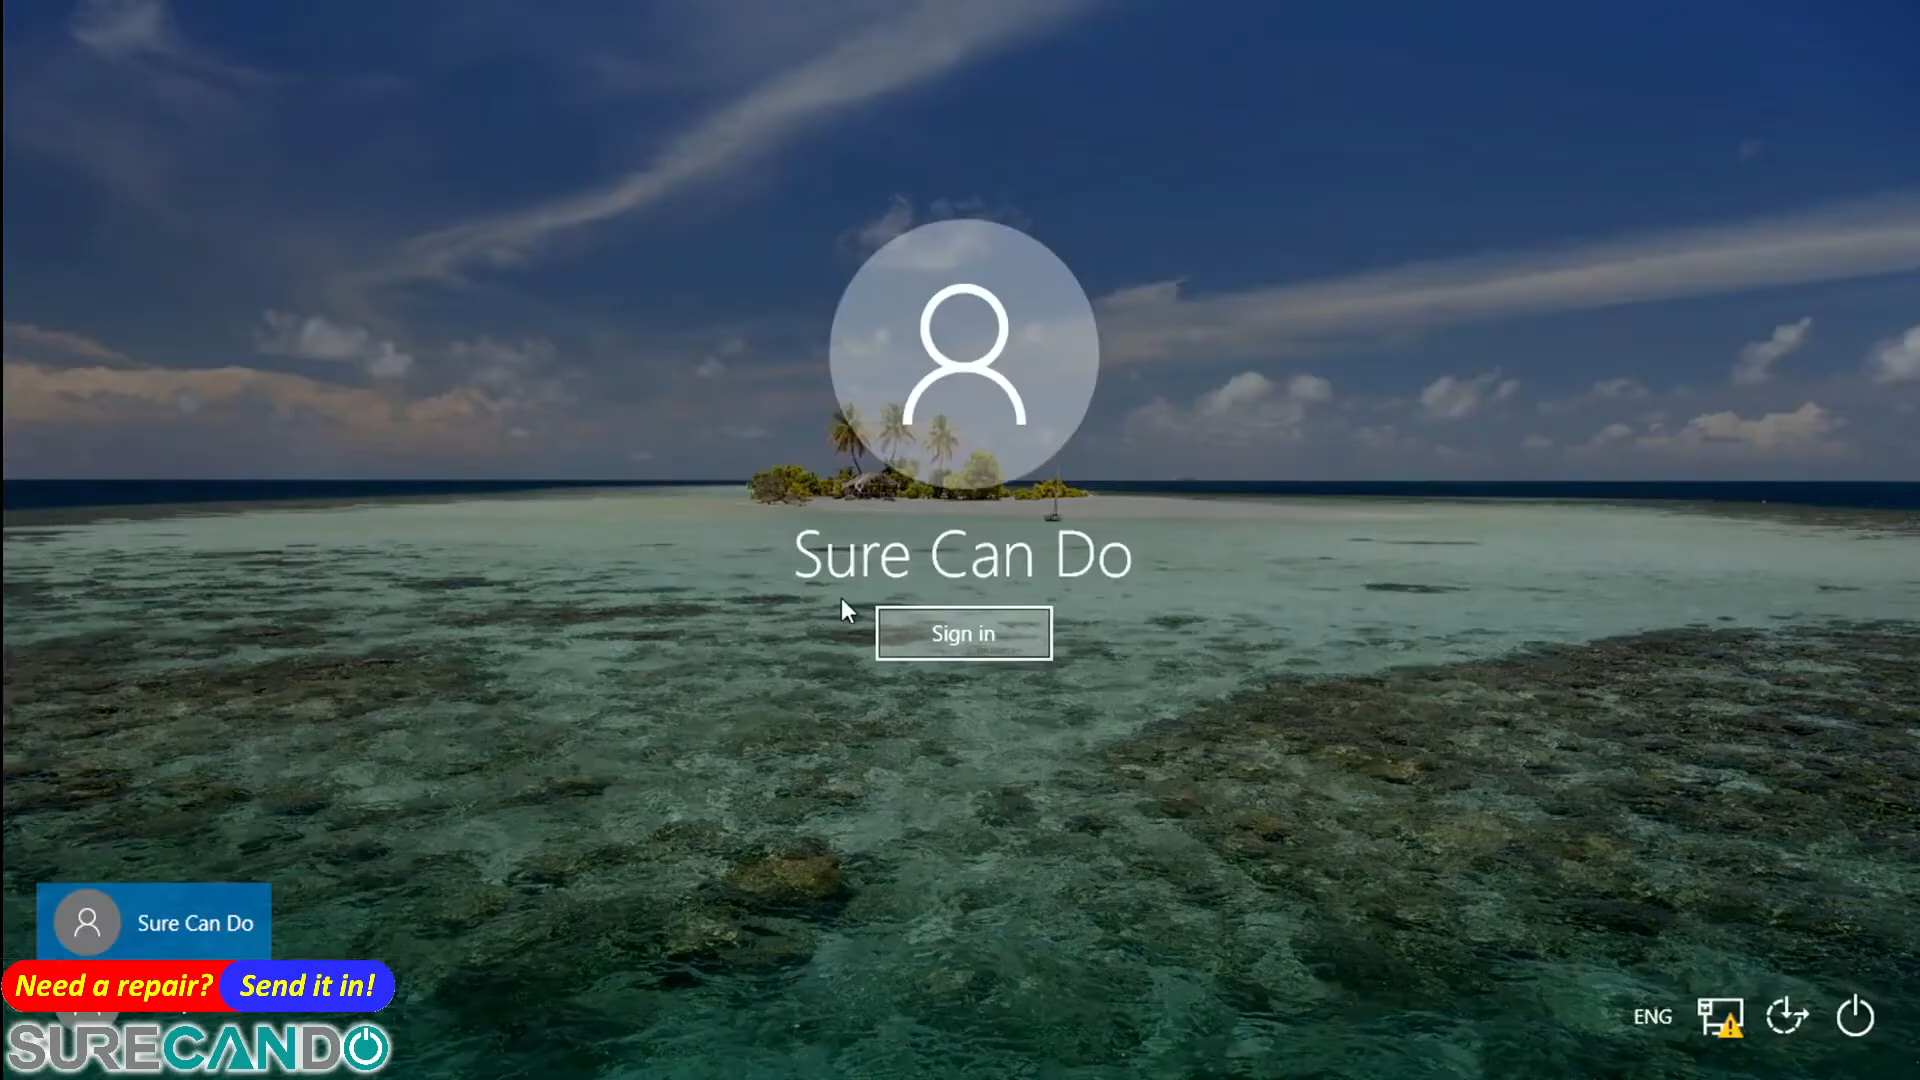 Sure Can Do
Sign in
Sure Can Do
Need a repair? Send it in!
SURECANDO
ENG